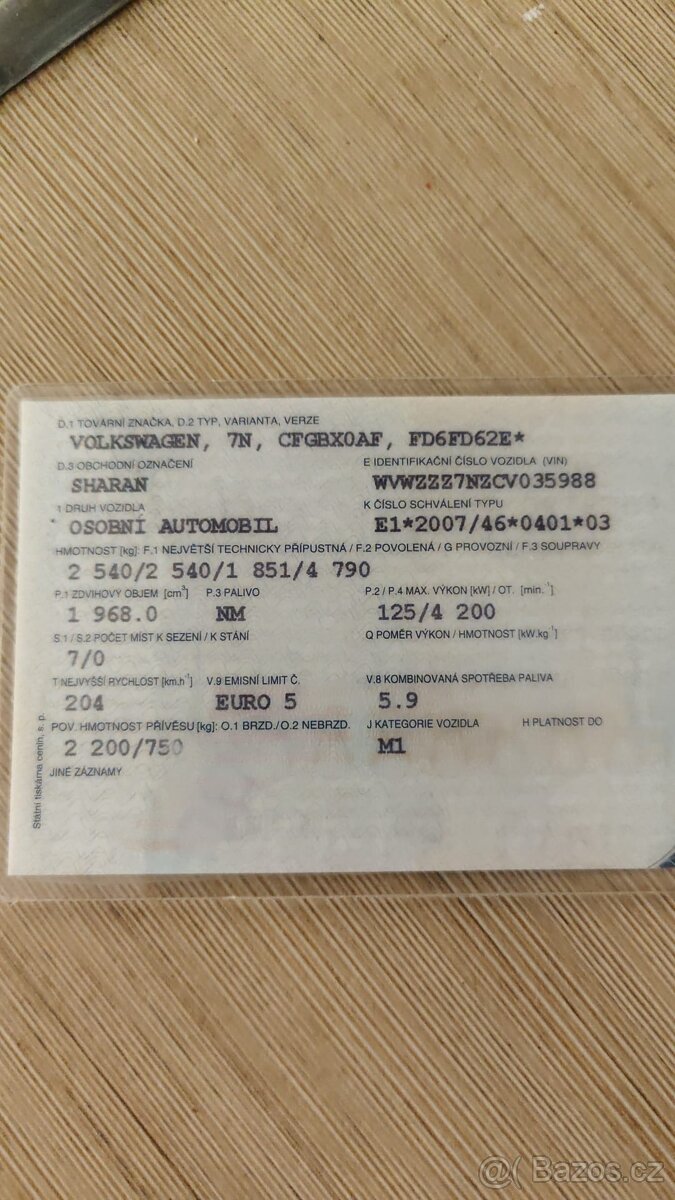 D.1 TOVÁRNÍ ZNAČKA, D.2 TYP, VARIANTA, VERZE
VOLKSWAGEN, 7N, CFGBX0AF, FD6FD62E*
D.3 OBCHODNÍ OZNAČENÍ E IDENTIFIKAČNÍ ČÍSLO VOZIDLA (VIN)
SHARAN WVWZZZ7NZCV035988
1 DRUH VOZIDLA K ČÍSLO SCHVÁLENÍ TYPU
OSOBNÍ AUTOMOBIL E1*2007/46*0401*03
HMOTNOST [kg]: F.1 NEJVĚTŠÍ TECHNICKY PŘÍPUSTNÁ / F.2 POVOLENÁ / G PROVOZNÍ / F.3 SOUPRAVY
2 540/2 540/1 851/4 790
P.1 ZDVIHOVÝ OBJEM [cm³] P.3 PALIVO P.2 / P.4 MAX. VÝKON [kW] / OT. [min.⁻¹]
1 968.0 NM 125/4 200
S.1 / S.2 POČET MÍST K SEZENÍ / K STÁNÍ Q POMĚR VÝKON / HMOTNOST [kW.kg⁻¹]
7/0
T NEJVYŠŠÍ RYCHLOST [km.h⁻¹] V.9 EMISNÍ LIMIT Č. V.8 KOMBINOVANÁ SPOTŘEBA PALIVA
204 EURO 5 5.9
POV. HMOTNOST PŘÍVĚSU [kg]: O.1 BRZD./O.2 NEBRZD. J KATEGORIE VOZIDLA H PLATNOST DO
2 200/750 M1
JINÉ ZÁZNAMY
Státní tiskárna cenin, s. p.
@( Bazos.cz